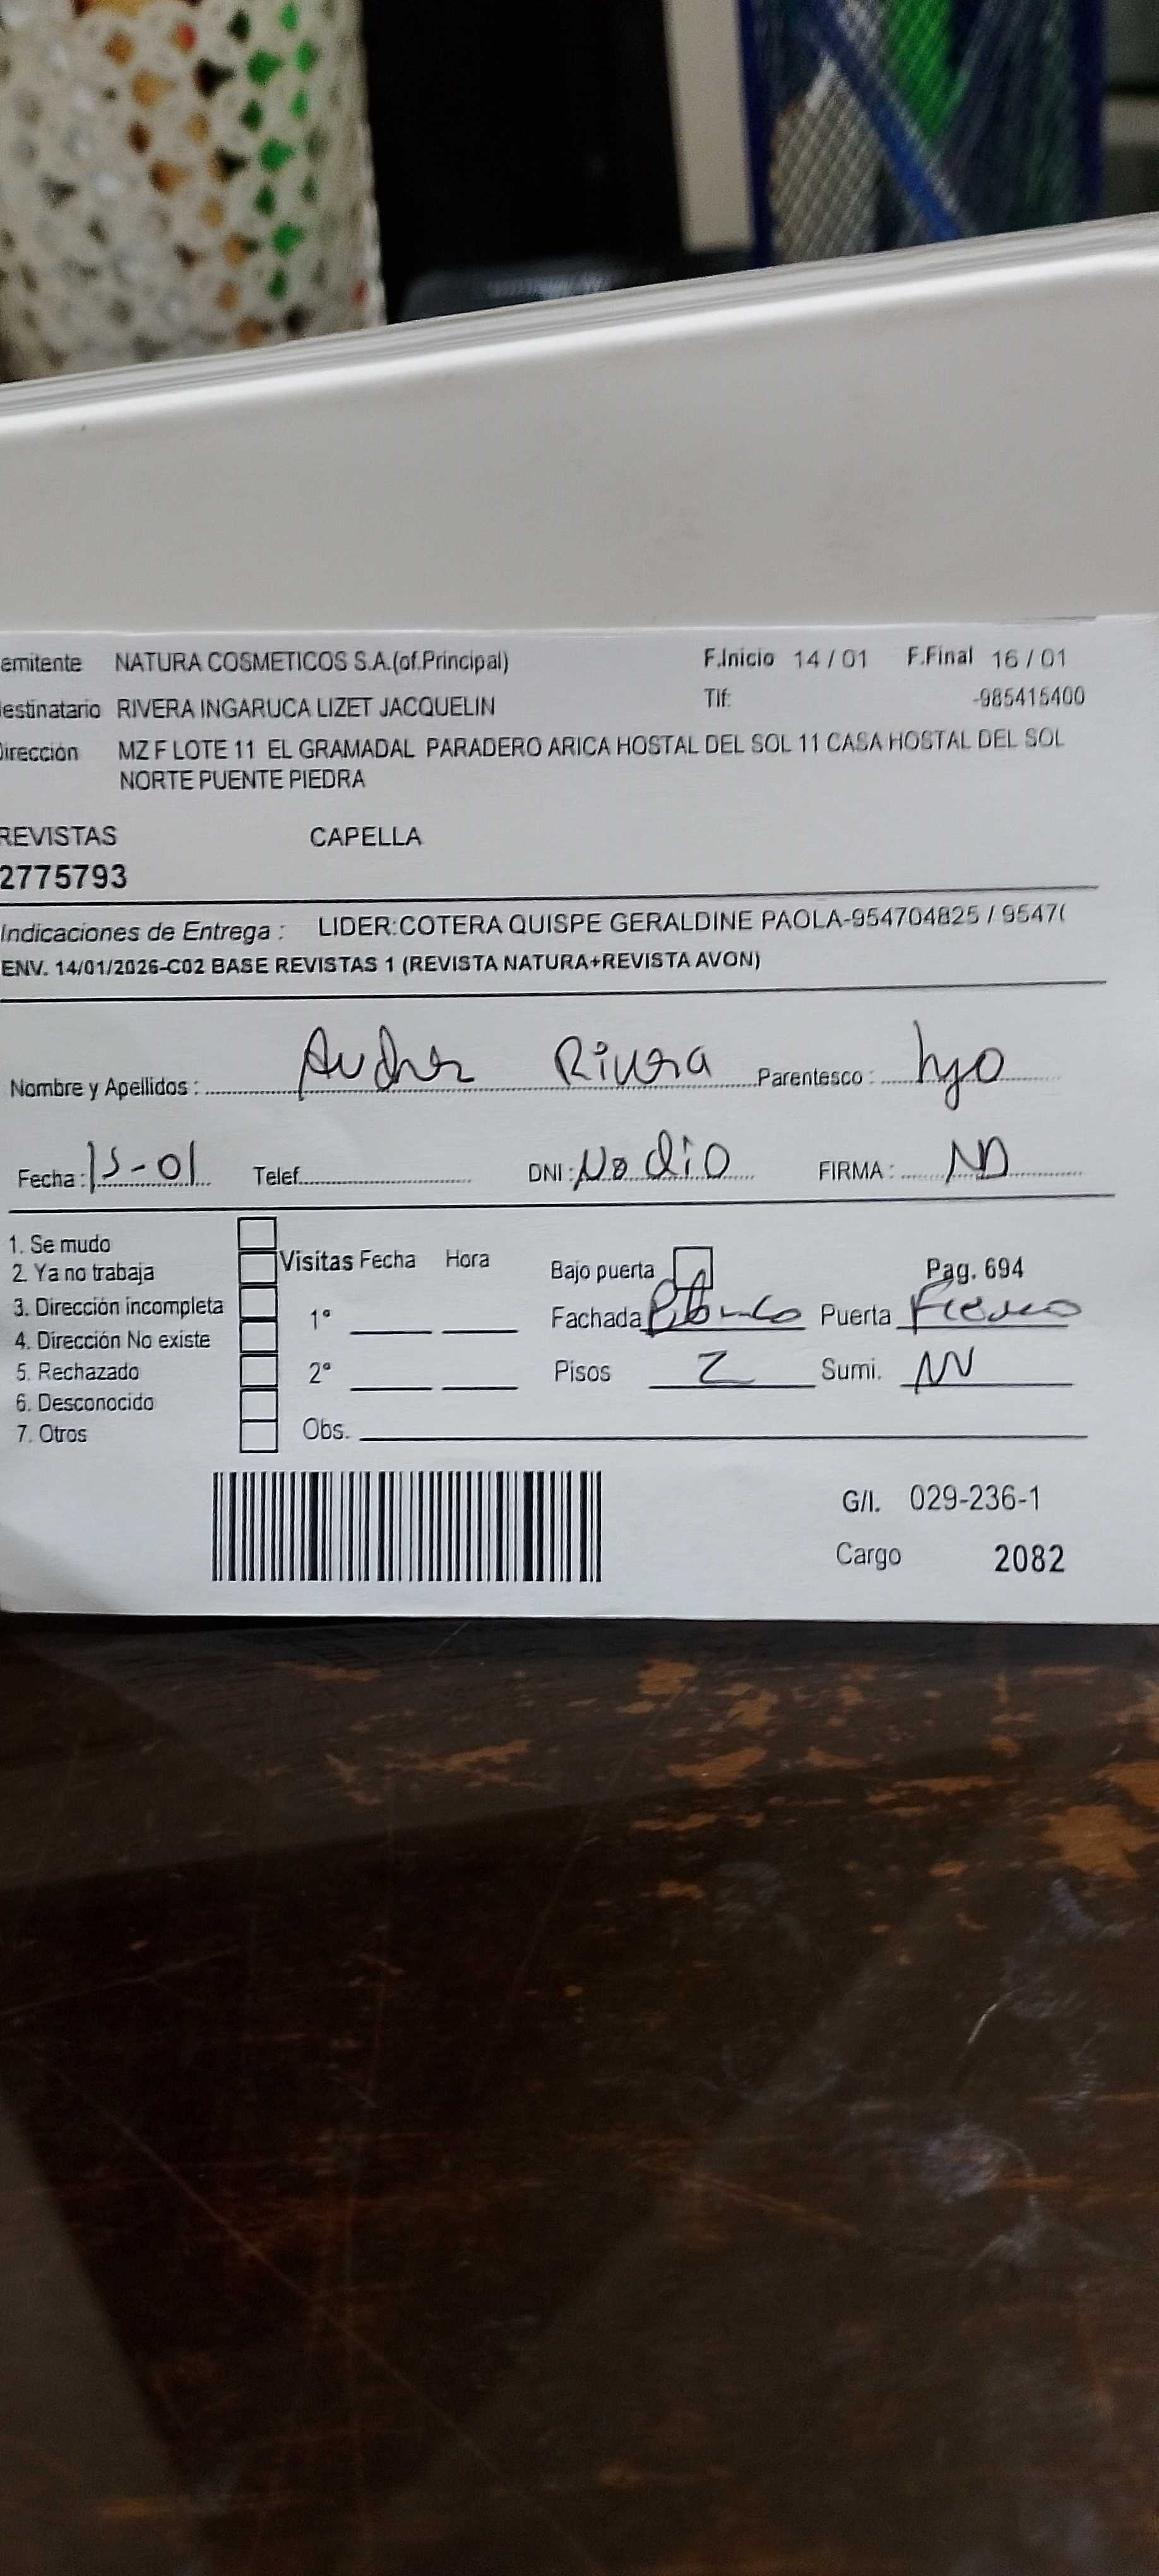 emitente NATURA COSMETICOS S.A.(of.Principal) F.Inicio 14 / 01 F.Final 16 / 01
estinatario RIVERA INGARUCA LIZET JACQUELIN Tlf: -985415400
irección MZ F LOTE 11 EL GRAMADAL PARADERO ARICA HOSTAL DEL SOL 11 CASA HOSTAL DEL SOL
NORTE PUENTE PIEDRA
REVISTAS CAPELLA
2775793
Indicaciones de Entrega : LIDER:COTERA QUISPE GERALDINE PAOLA-954704825 / 9547(
ENV. 14/01/2026-C02 BASE REVISTAS 1 (REVISTA NATURA+REVISTA AVON)
Nombre y Apellidos : Rivera Parentesco : hijo
Fecha : 15-01 Telef. DNI : No dio FIRMA : ND
1. Se mudo
2. Ya no trabaja Visitas Fecha Hora Bajo puerta Pag. 694
3. Dirección incompleta 1° Fachada Blanco Puerta
4. Dirección No existe
5. Rechazado 2° Pisos 2 Sumi. NN
6. Desconocido
7. Otros Obs.
G/I. 029-236-1
Cargo 2082